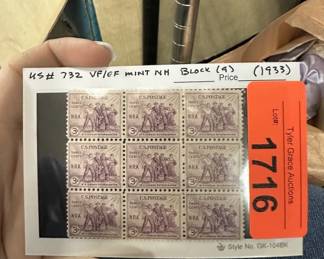 US# 732 VF/EF MINT NH BLOCK (9) Price (1933)
Lot#:
1716
Tyler Grace Auctions
U.S. POSTAGE
NRA
3
Style No. GK-104BK